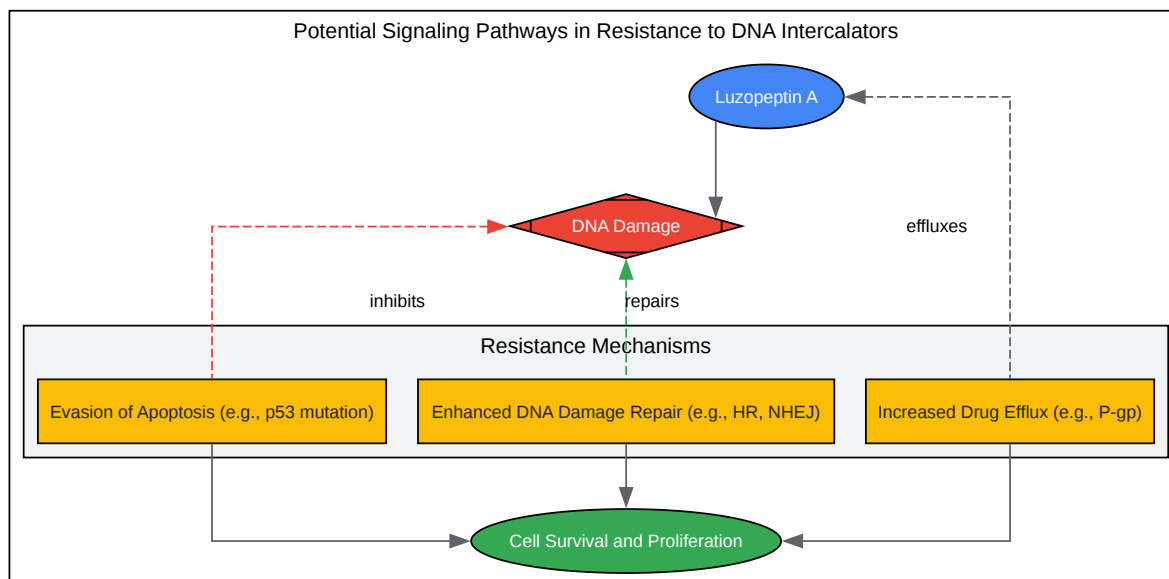 Potential Signaling Pathways in Resistance to DNA Intercalators
Luzopeptin A
DNA Damage
effluxes
inhibits
repairs
Resistance Mechanisms
Evasion of Apoptosis (e.g., p53 mutation)
Enhanced DNA Damage Repair (e.g., HR, NHEJ)
Increased Drug Efflux (e.g., P-gp)
Cell Survival and Proliferation